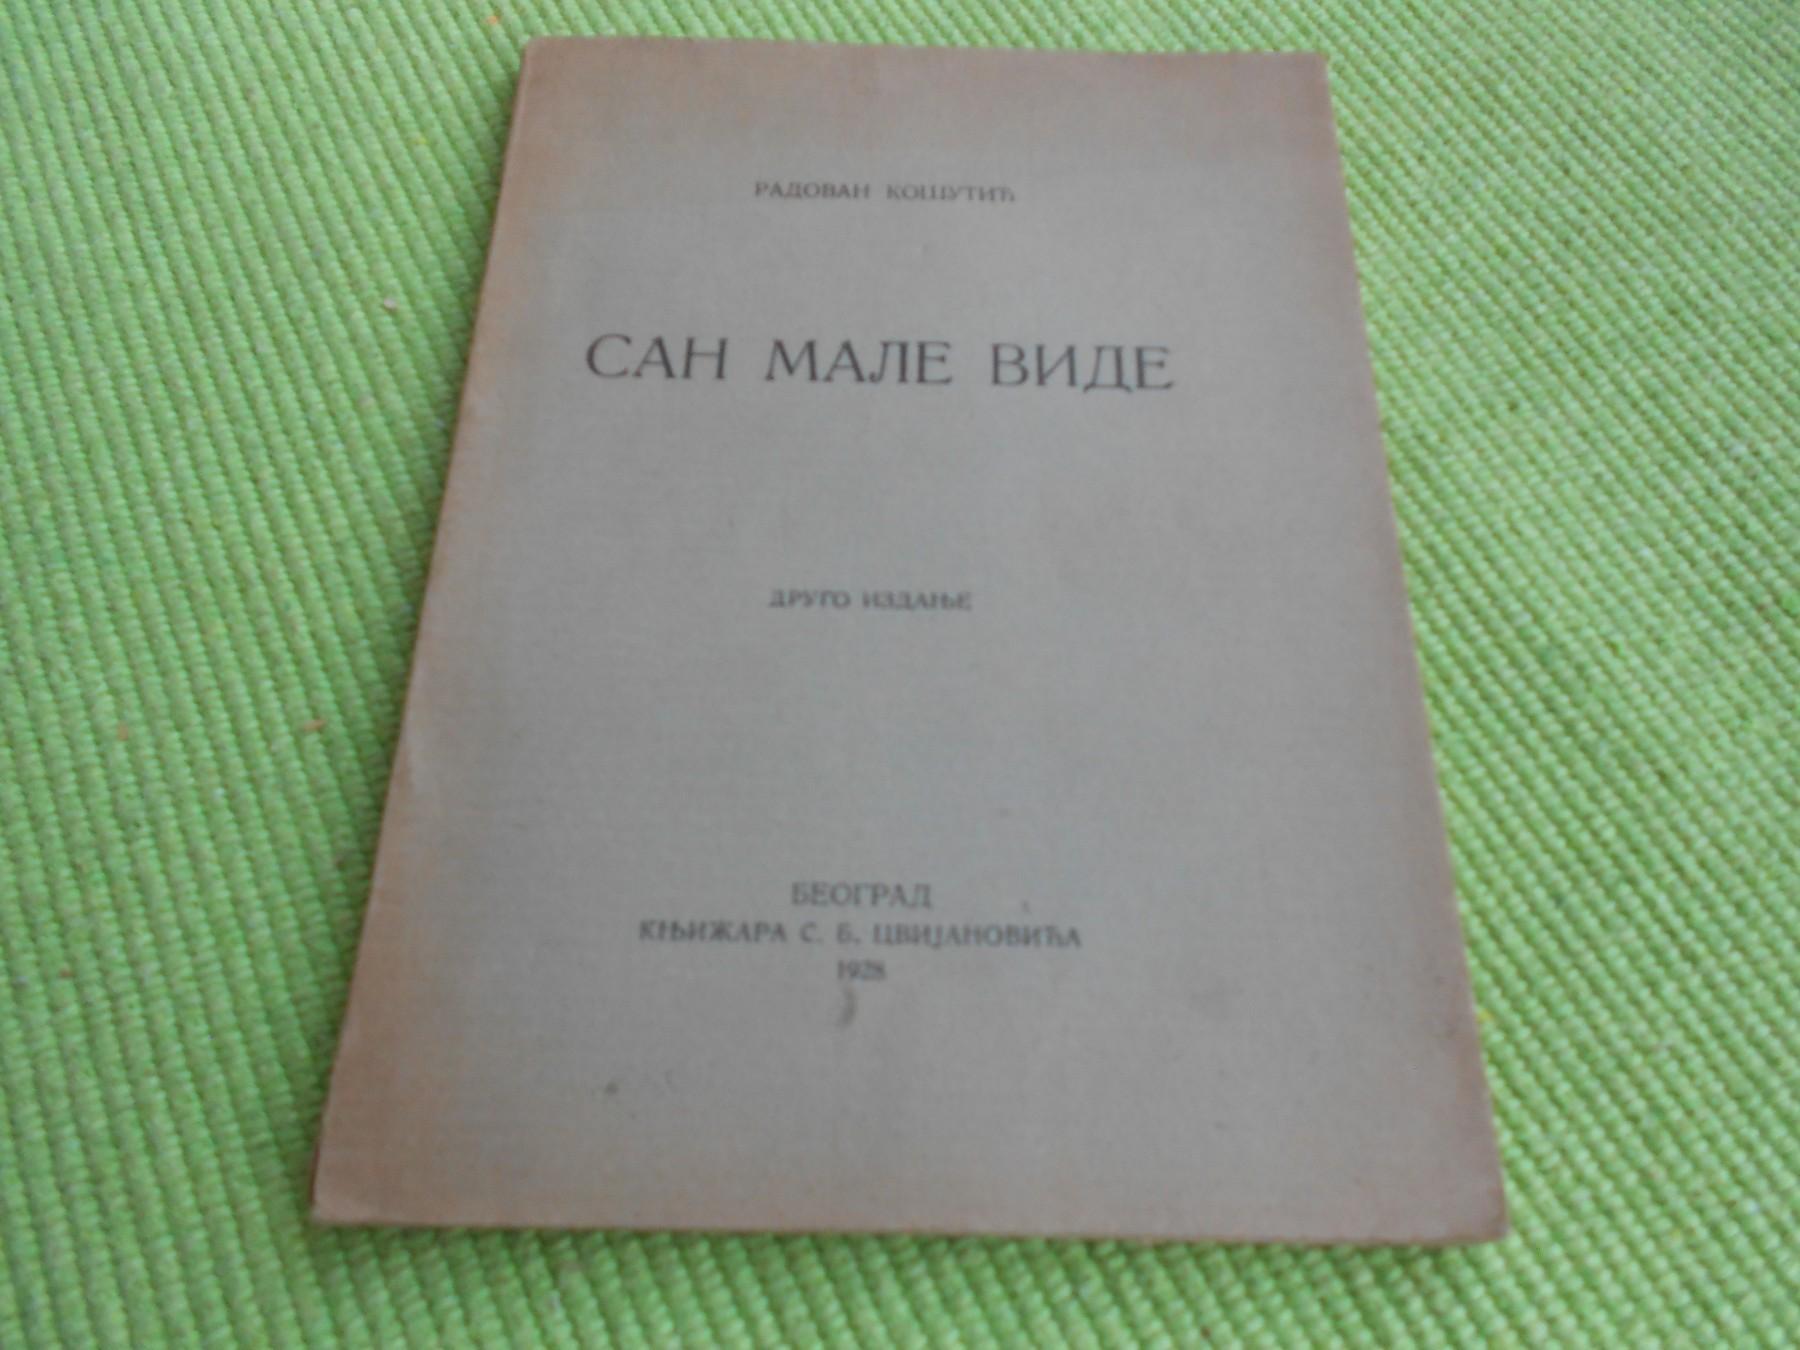 РАДОВАН КОШУТИЋ
САН МАЛЕ ВИДЕ
ДРУГО ИЗДАЊЕ
БЕОГРАД
КЊИЖАРА С. Б. ЦВИЈАНОВИЋА
1928